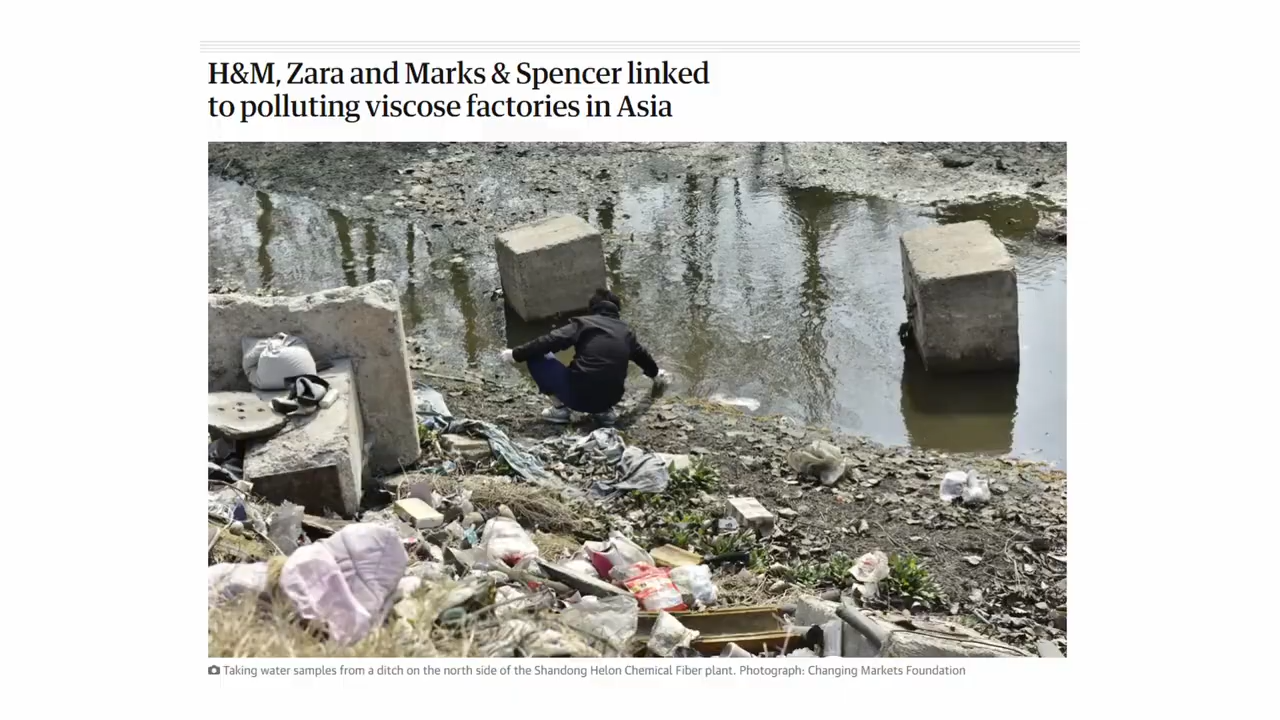 H&M, Zara and Marks & Spencer linked
to polluting viscose factories in Asia
Taking water samples from a ditch on the north side of the Shandong Helon Chemical Fiber plant. Photograph: Changing Markets Foundation